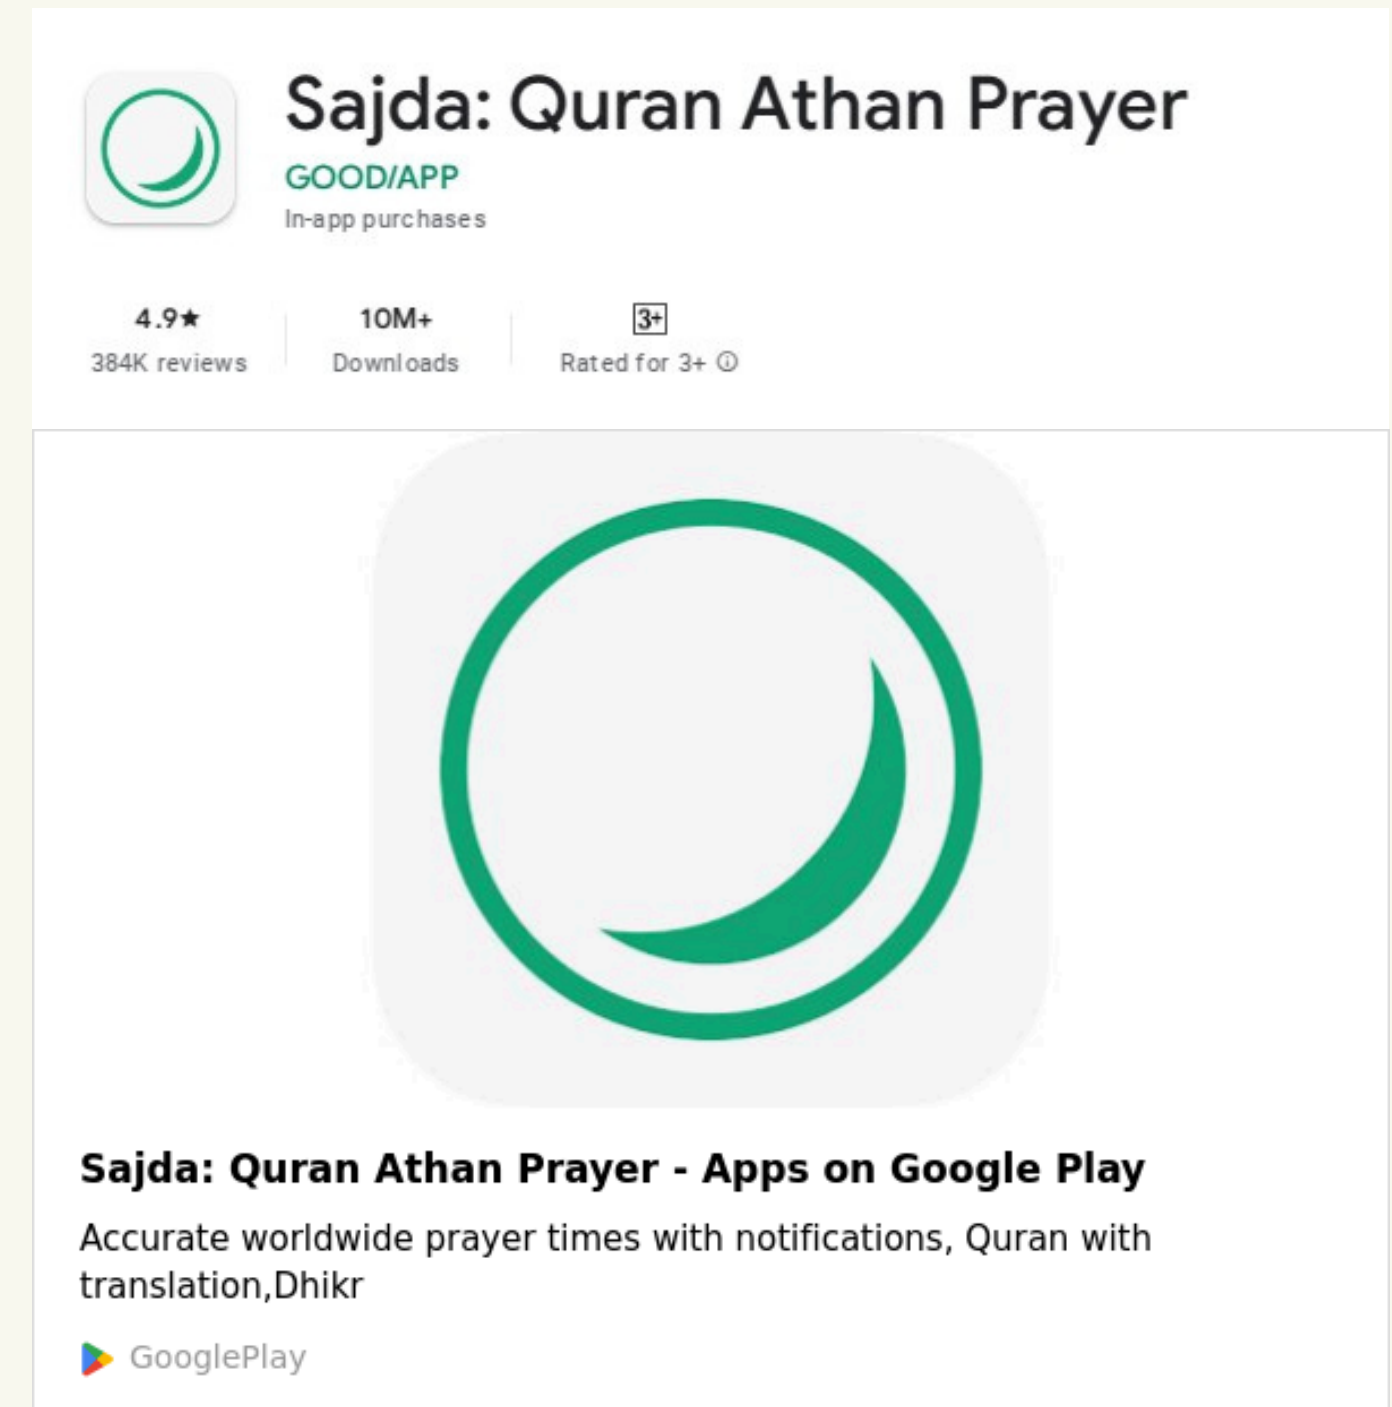 Sajda: Quran Athan Prayer
GOOD/APP
In-app purchases
4.9★
384K reviews
10M+
Downloads
3+
Rated for 3+
Sajda: Quran Athan Prayer - Apps on Google Play
Accurate worldwide prayer times with notifications, Quran with
translation,Dhikr
GooglePlay